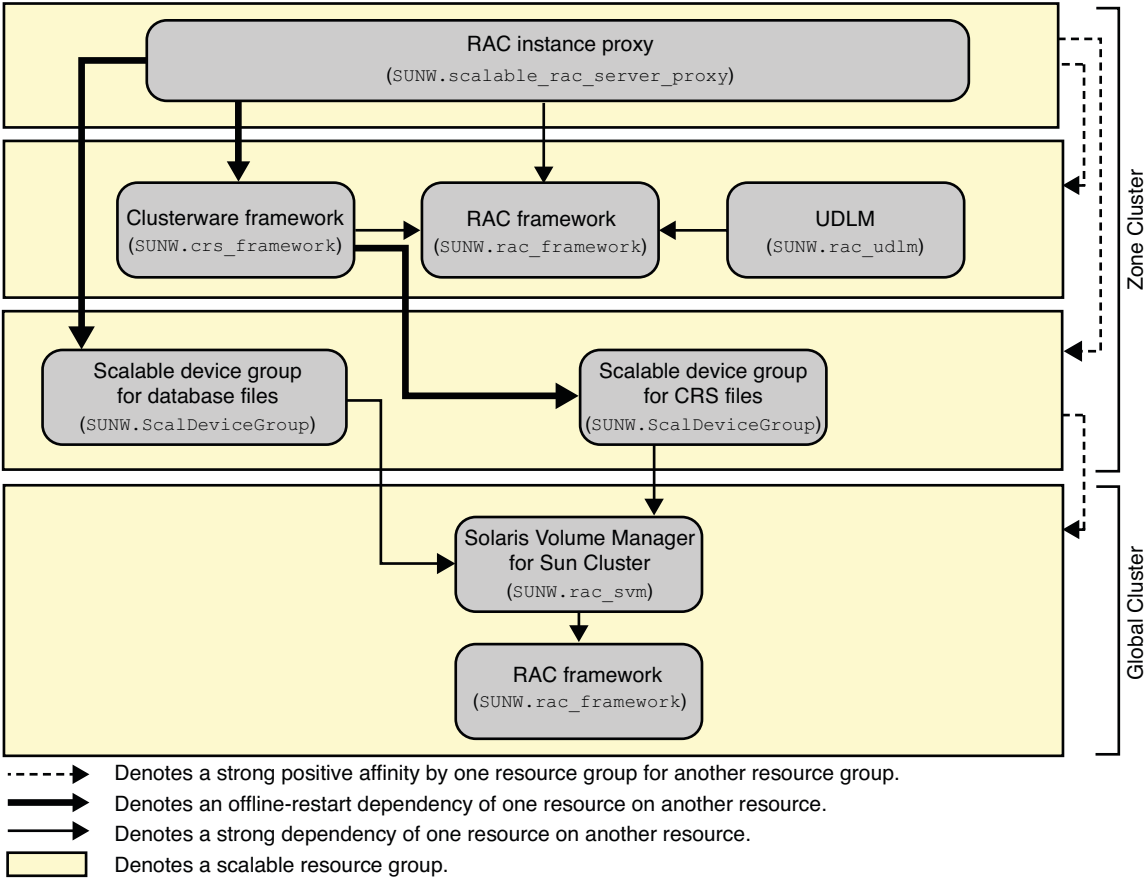 RAC instance proxy
(SUNW.scalable_rac_server_proxy)
Clusterware framework
(SUNW.crs_framework)
RAC framework
(SUNW.rac_framework)
UDLM
(SUNW.rac_udlm)
Zone Cluster
Scalable device group
for database files
(SUNW.ScalDeviceGroup)
Scalable device group
for CRS files
(SUNW.ScalDeviceGroup)
Solaris Volume Manager
for Sun Cluster
(SUNW.rac_svm)
RAC framework
(SUNW.rac_framework)
Global Cluster
Denotes a strong positive affinity by one resource group for another resource group.
Denotes an offline-restart dependency of one resource on another resource.
Denotes a strong dependency of one resource on another resource.
Denotes a scalable resource group.